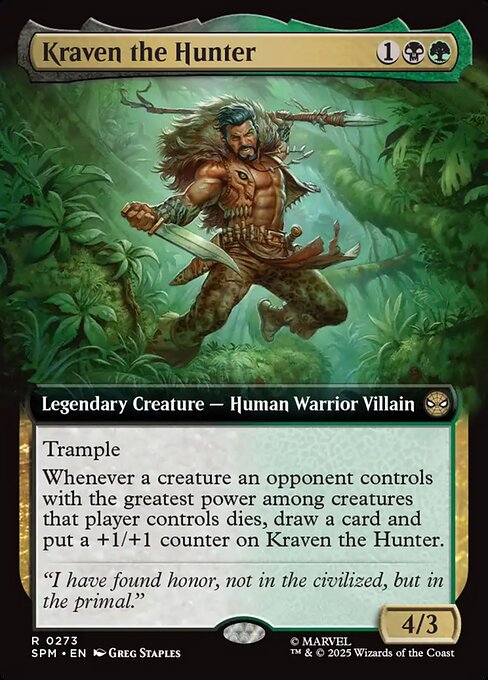 Kraven the Hunter 1
Legendary Creature — Human Warrior Villain
Trample
Whenever a creature an opponent controls
with the greatest power among creatures
that player controls dies, draw a card and
put a +1/+1 counter on Kraven the Hunter.
“I have found honor, not in the civilized, but in
the primal.”
4/3
R 0273
SPM • EN Greg Staples
© MARVEL
™ & © 2025 Wizards of the Coast